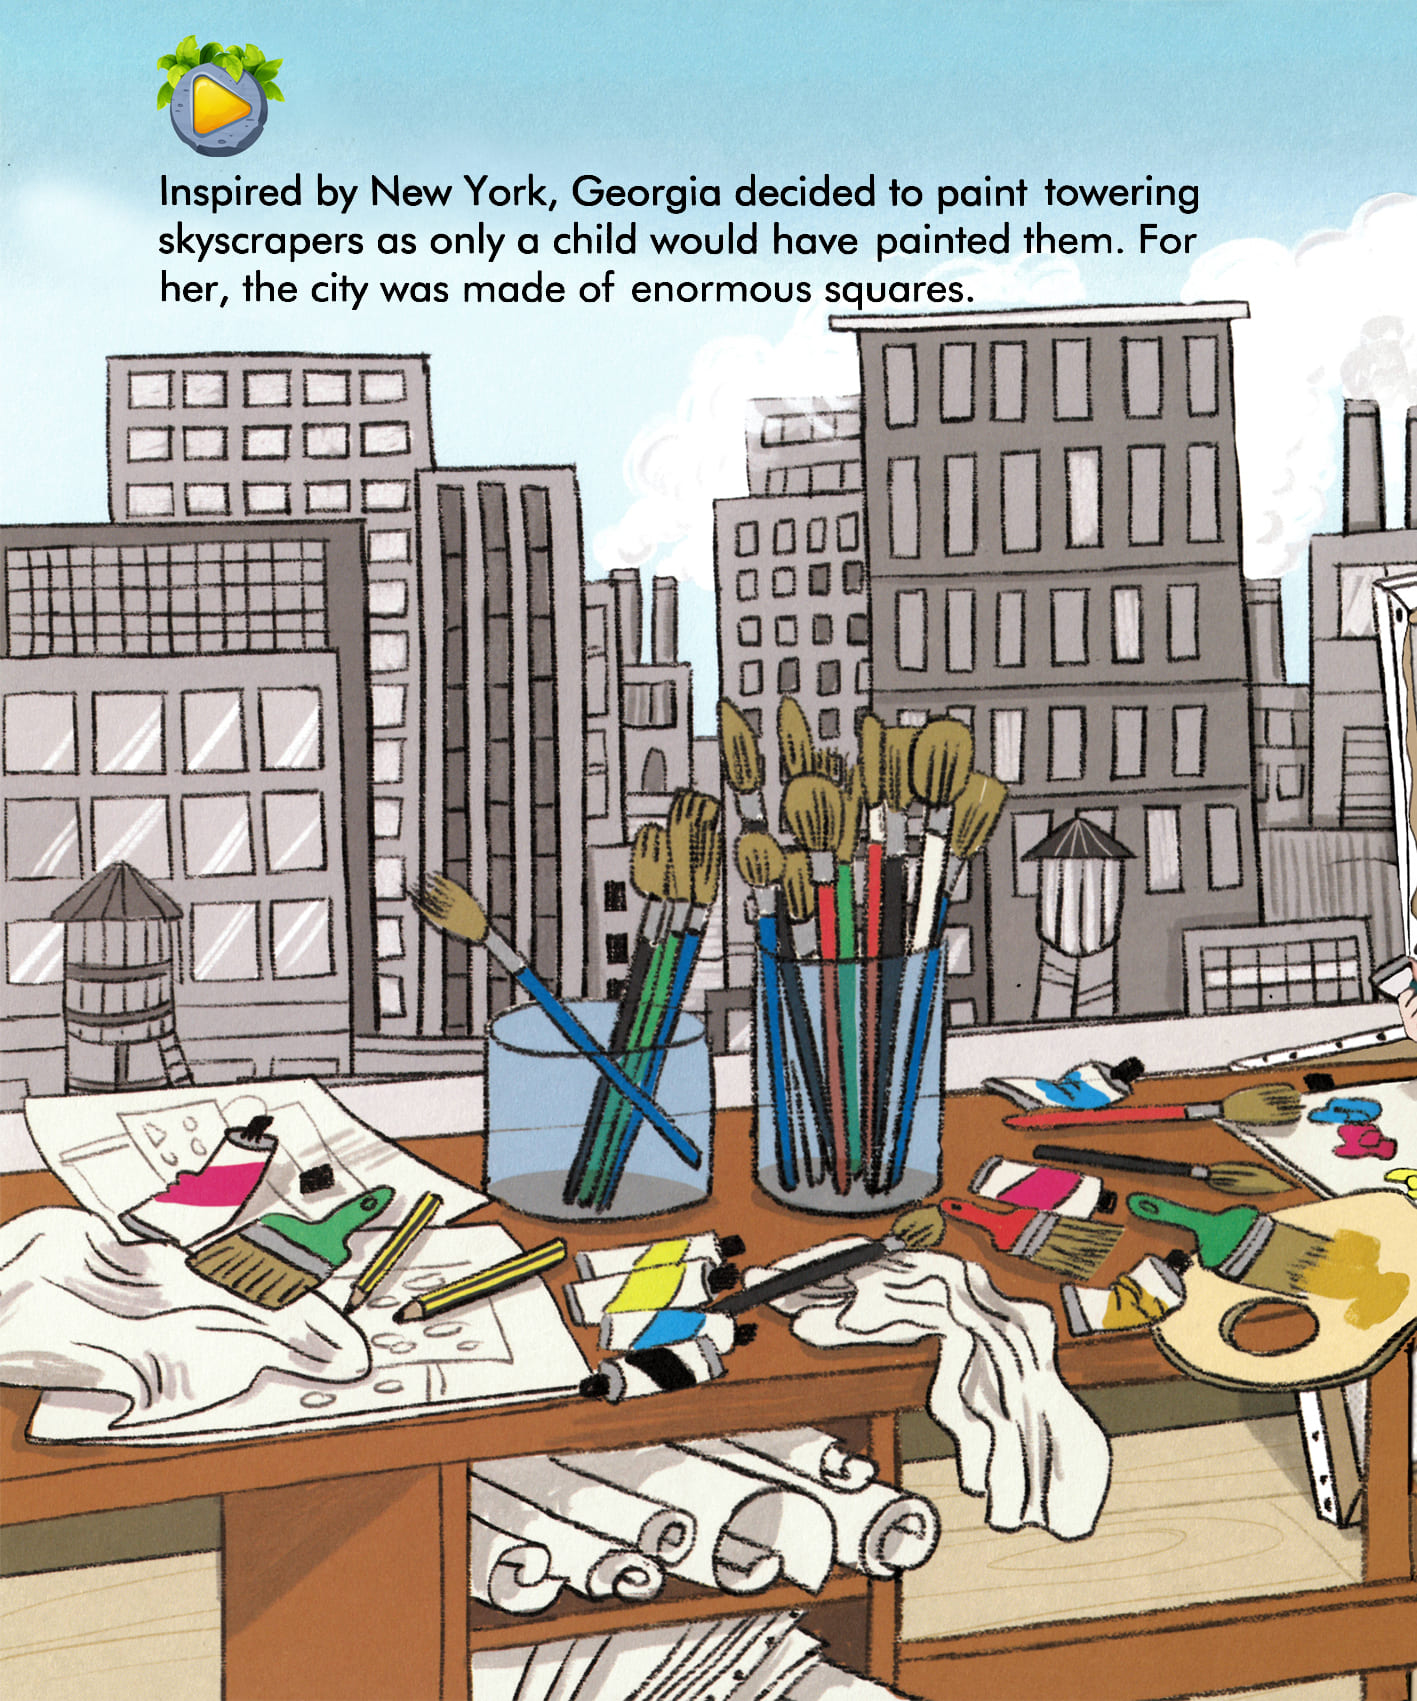 Inspired by New York, Georgia decided to paint towering
skyscrapers as only a child would have painted them. For
her, the city was made of enormous squares.